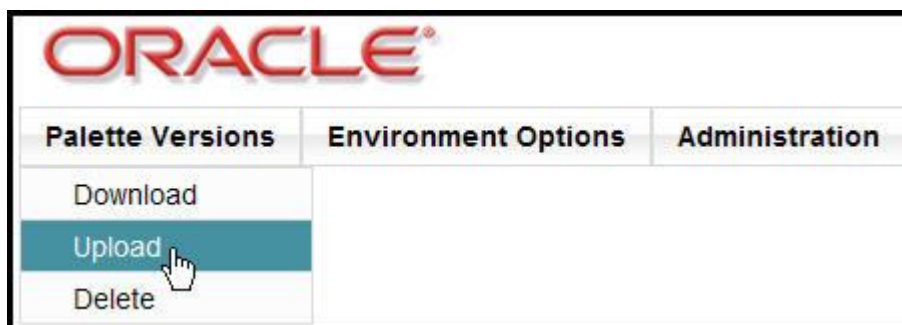 ORACLE®
Palette Versions Environment Options Administration
Download
Upload
Delete